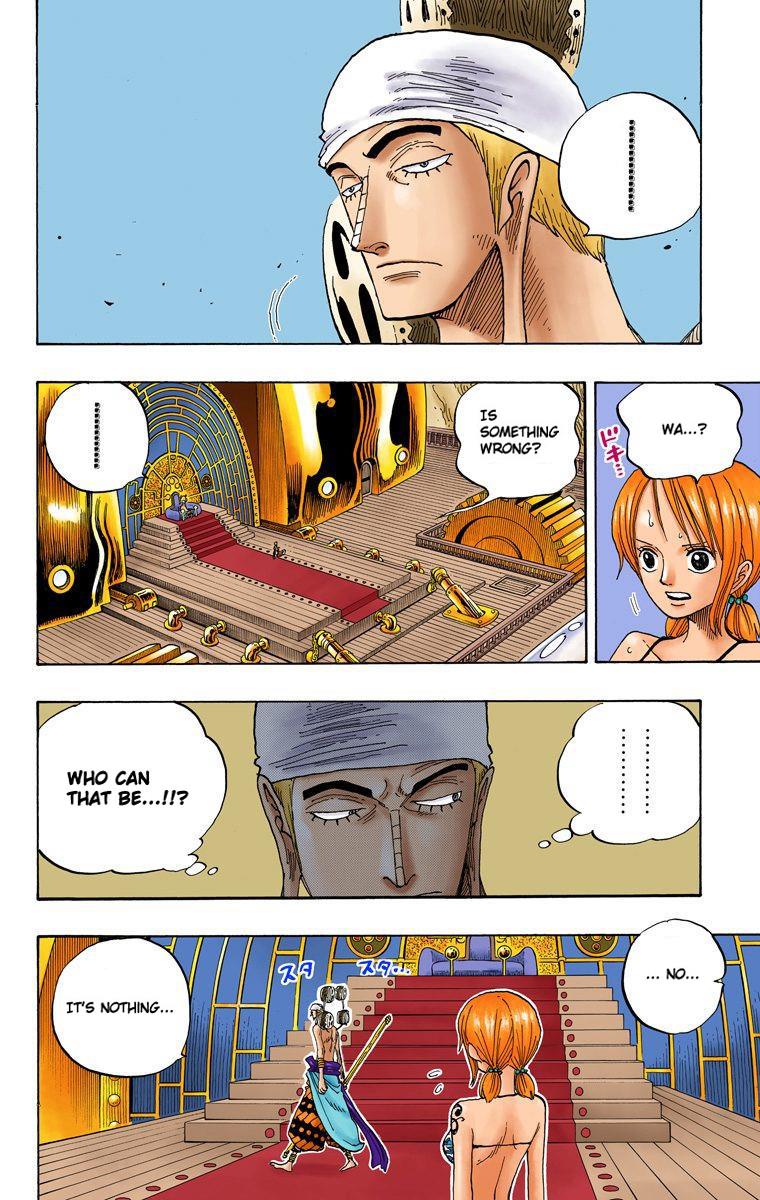 WA...?
ドキ...
IS
SOMETHING
WRONG?
WHO CAN
THAT BE...!!?
... NO...
スタ...
スタ
IT'S NOTHING...